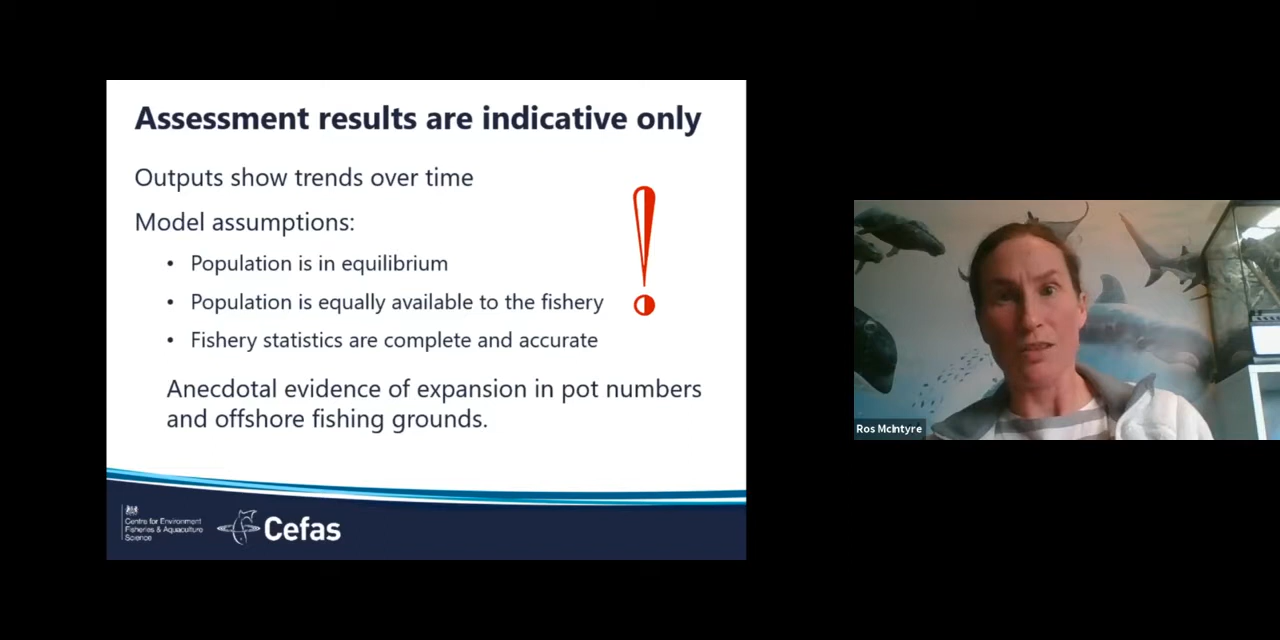 Assessment results are indicative only
Outputs show trends over time
Model assumptions:
• Population is in equilibrium
• Population is equally available to the fishery
• Fishery statistics are complete and accurate
Anecdotal evidence of expansion in pot numbers
and offshore fishing grounds.
!
Centre for Environment
Fisheries & Aquaculture
Science
Cefas
Ros McIntyre